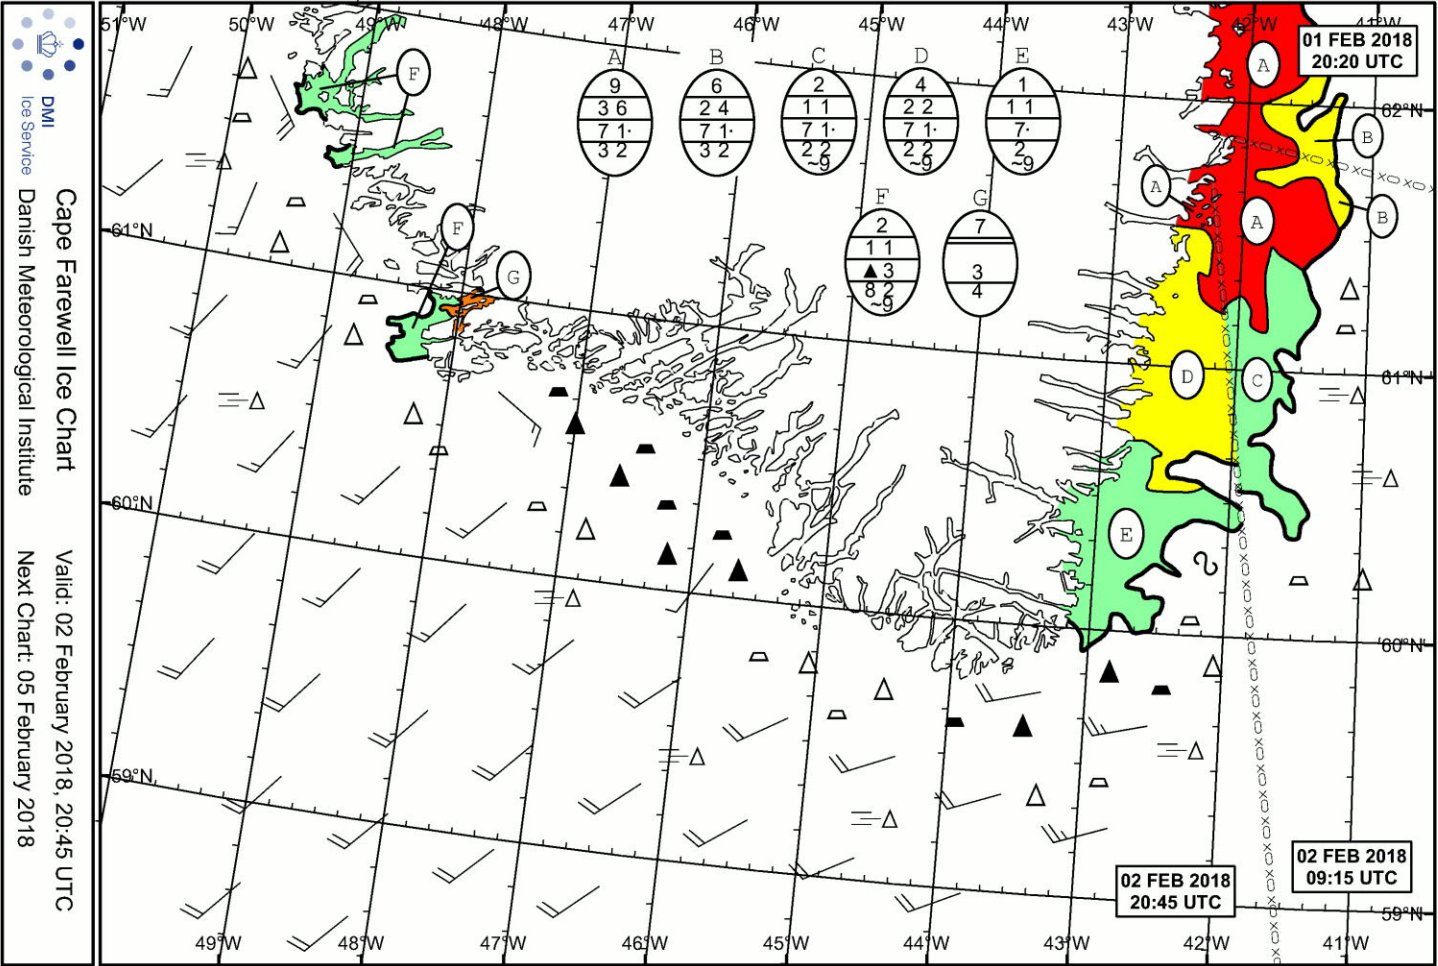 DMI
Ice Service
Cape Farewell Ice Chart
Danish Meteorological Institute
Valid: 02 February 2018, 20:45 UTC
Next Chart: 05 February 2018
51°W 50°W 49°W 48°W 47°W 46°W 45°W 44°W 43°W 42°W 41°W
01 FEB 2018
20:20 UTC
A B C D E
9 6 2 4 1
3 6 2 4 1 1 2 2 1 1
7 1· 7 1· 7 1· 7 1· 7·
3 2 3 2 2 2 2 2 2
~9 ~9 ~9
F G
2 7
1 1
▲ 3 3
8 2 4
~9
F
F
G
A
B
A
A
B
D
C
E
2
62°N
61°N
61°N
60°N
60°N
59°N
59°N
02 FEB 2018
09:15 UTC
02 FEB 2018
20:45 UTC
49°W 48°W 47°W 46°W 45°W 44°W 43°W 42°W 41°W